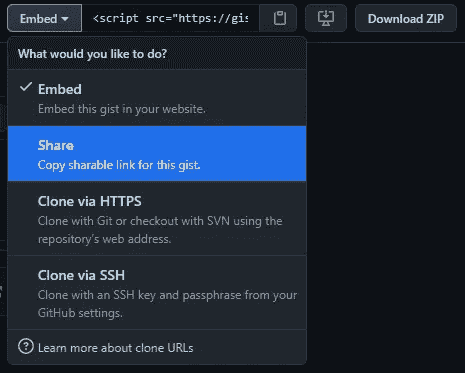 Embed
<script src="https://gis
Download ZIP
What would you like to do?
Embed
Embed this gist in your website.
Share
Copy sharable link for this gist.
Clone via HTTPS
Clone with Git or checkout with SVN using the
repository's web address.
Clone via SSH
Clone with an SSH key and passphrase from your
GitHub settings.
Learn more about clone URLs